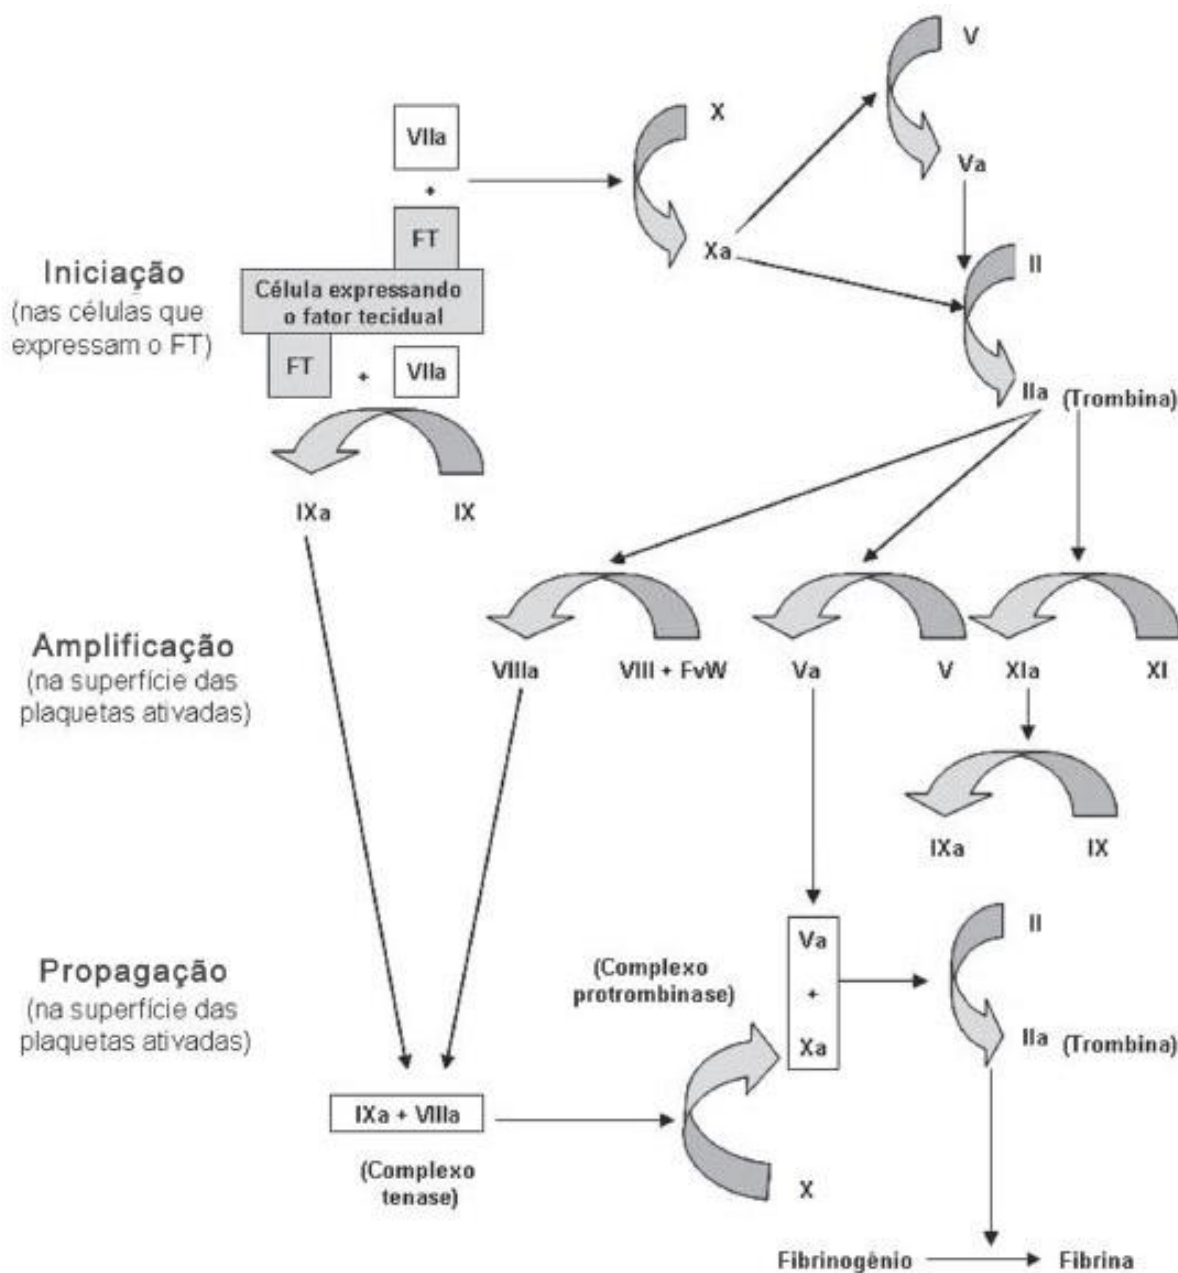 V
X
VIIa
+
Va
FT
Xa
II
Iniciação
(nas células que
expressam o FT)
Célula expressando
o fator tecidual
FT
+
VIIa
IIa (Trombina)
IXa
IX
Amplificação
(na superfície das
plaquetas ativadas)
VIIIa
VIII + FvW
Va
V
XIa
XI
IXa
IX
Propagação
(na superfície das
plaquetas ativadas)
(Complexo
protrombinase)
Va
+
Xa
II
IIa (Trombina)
IXa + VIIIa
(Complexo
tenase)
X
Fibrinogénio
Fibrina